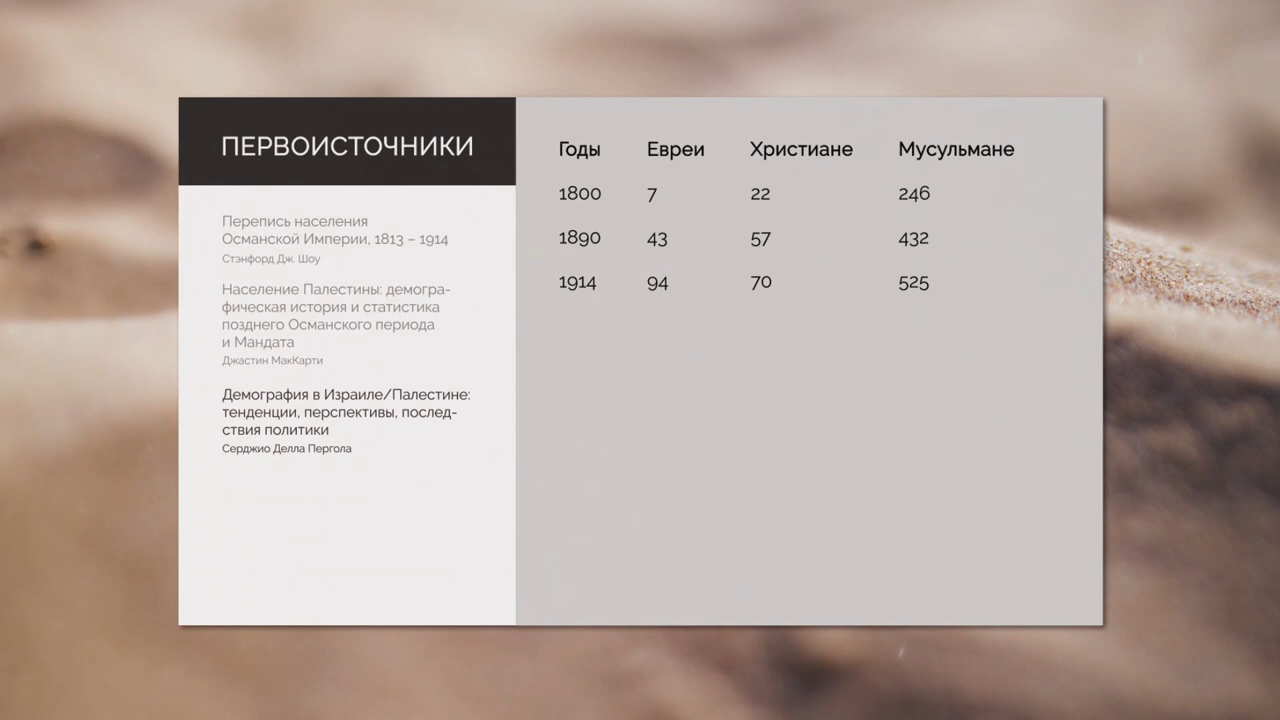 ПЕРВОИСТОЧНИКИ
Перепись населения
Османской Империи, 1813 – 1914
Стэнфорд Дж. Шоу
Население Палестины: демогра-
фическая история и статистика
позднего Османского периода
и Мандата
Джастин МакКарти
Демография в Израиле/Палестине:
тенденции, перспективы, послед-
ствия политики
Серджио Делла Пергола
Годы Евреи Христиане Мусульмане
1800 7 22 246
1890 43 57 432
1914 94 70 525